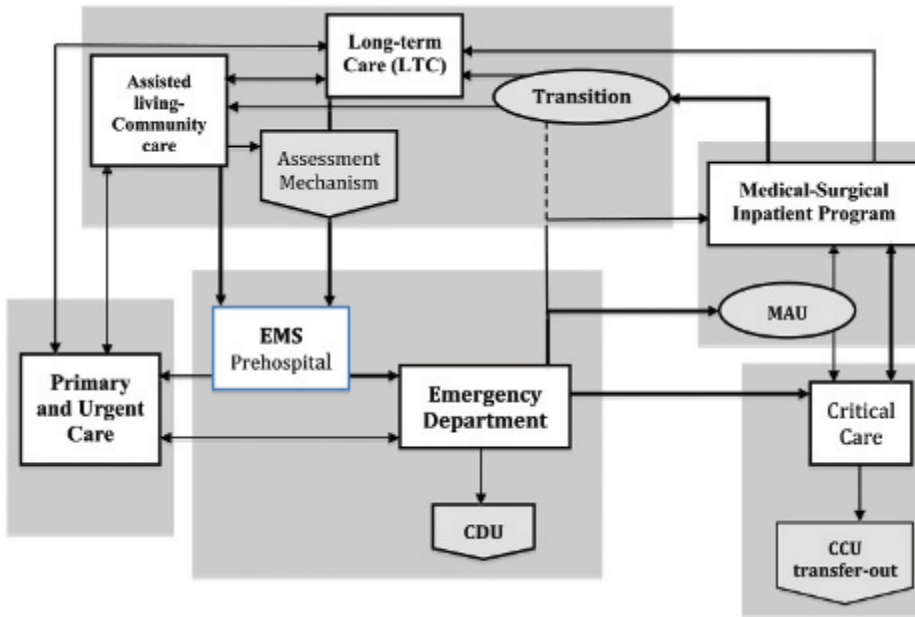 Long-term
Care (LTC)
Assisted
living-
Community
care
Transition
Assessment
Mechanism
Medical-Surgical
Inpatient Program
MAU
EMS
Prehospital
Primary
and Urgent
Care
Emergency
Department
Critical
Care
CDU
CCU
transfer-out